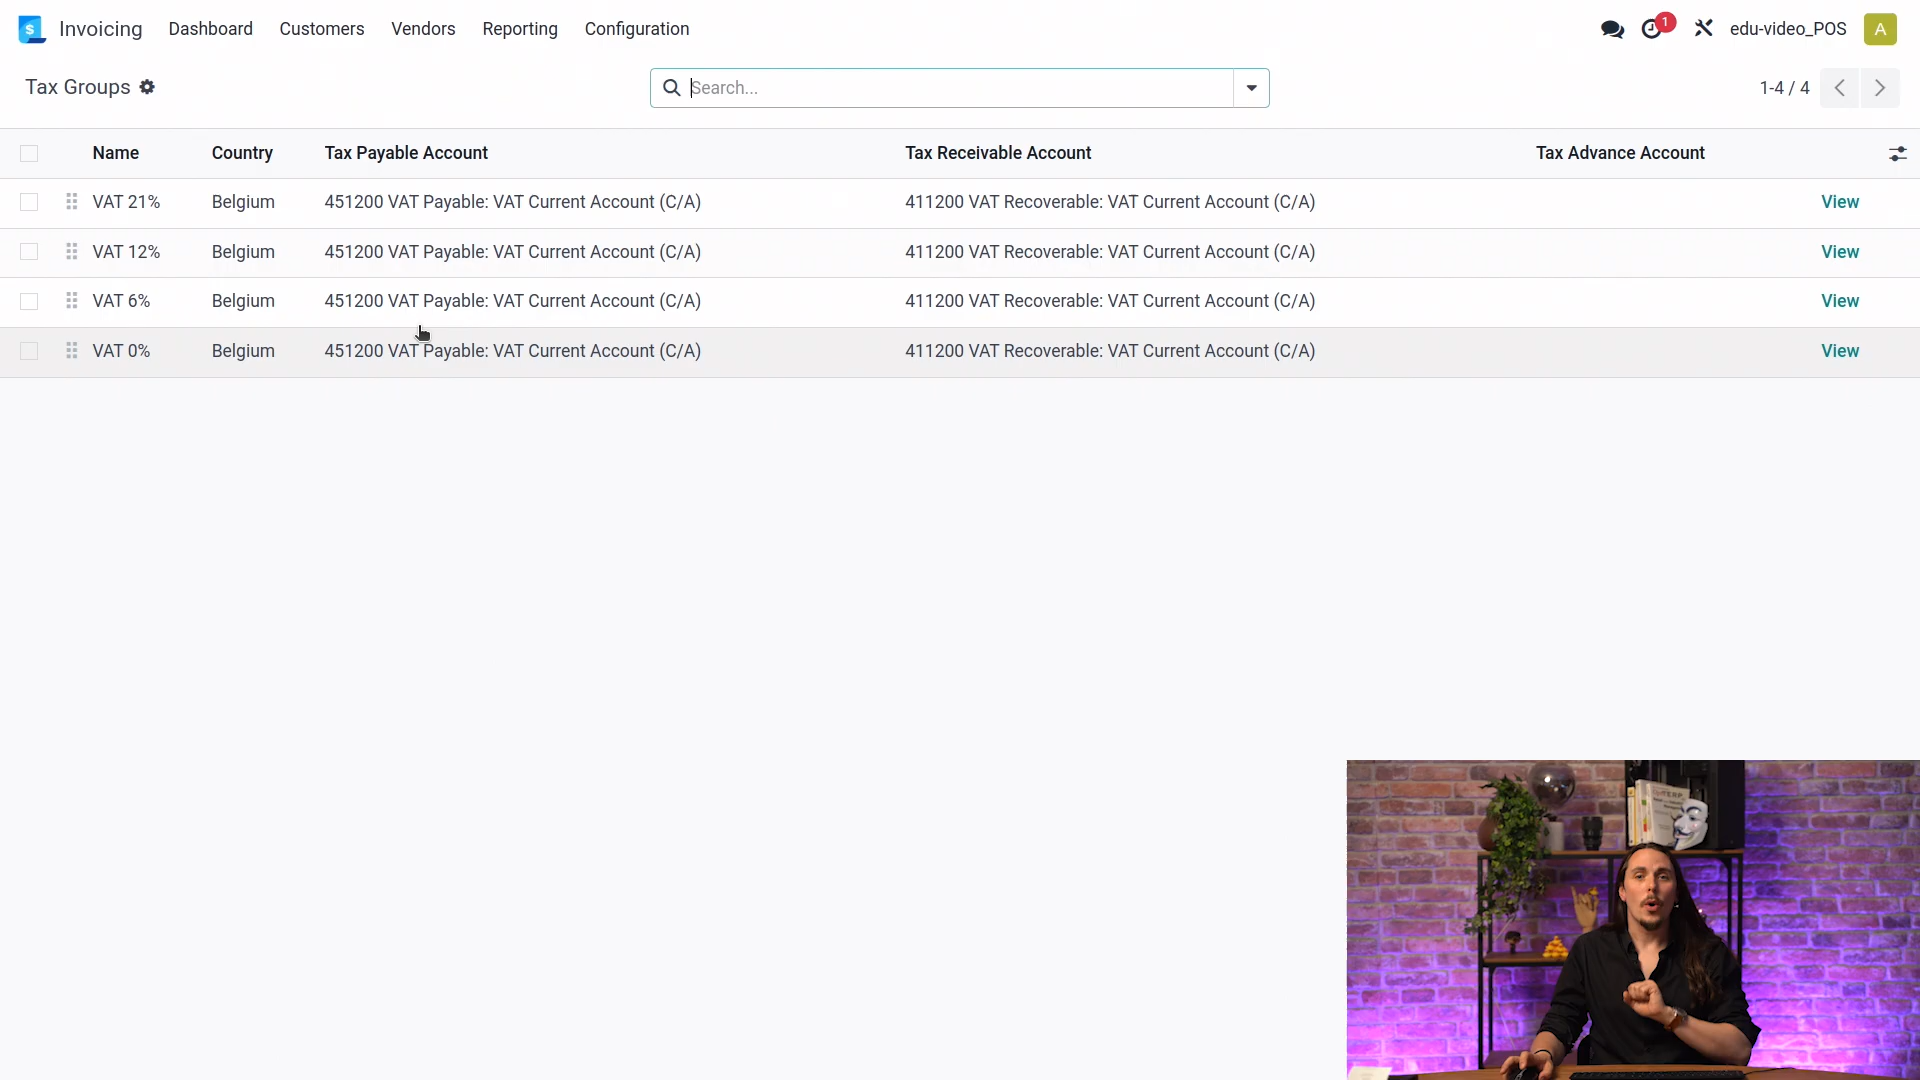 $ Invoicing Dashboard Customers Vendors Reporting Configuration 1 edu-video_POS A
Tax Groups Search... 1-4 / 4
Name Country Tax Payable Account Tax Receivable Account Tax Advance Account
VAT 21% Belgium 451200 VAT Payable: VAT Current Account (C/A) 411200 VAT Recoverable: VAT Current Account (C/A) View
VAT 12% Belgium 451200 VAT Payable: VAT Current Account (C/A) 411200 VAT Recoverable: VAT Current Account (C/A) View
VAT 6% Belgium 451200 VAT Payable: VAT Current Account (C/A) 411200 VAT Recoverable: VAT Current Account (C/A) View
VAT 0% Belgium 451200 VAT Payable: VAT Current Account (C/A) 411200 VAT Recoverable: VAT Current Account (C/A) View